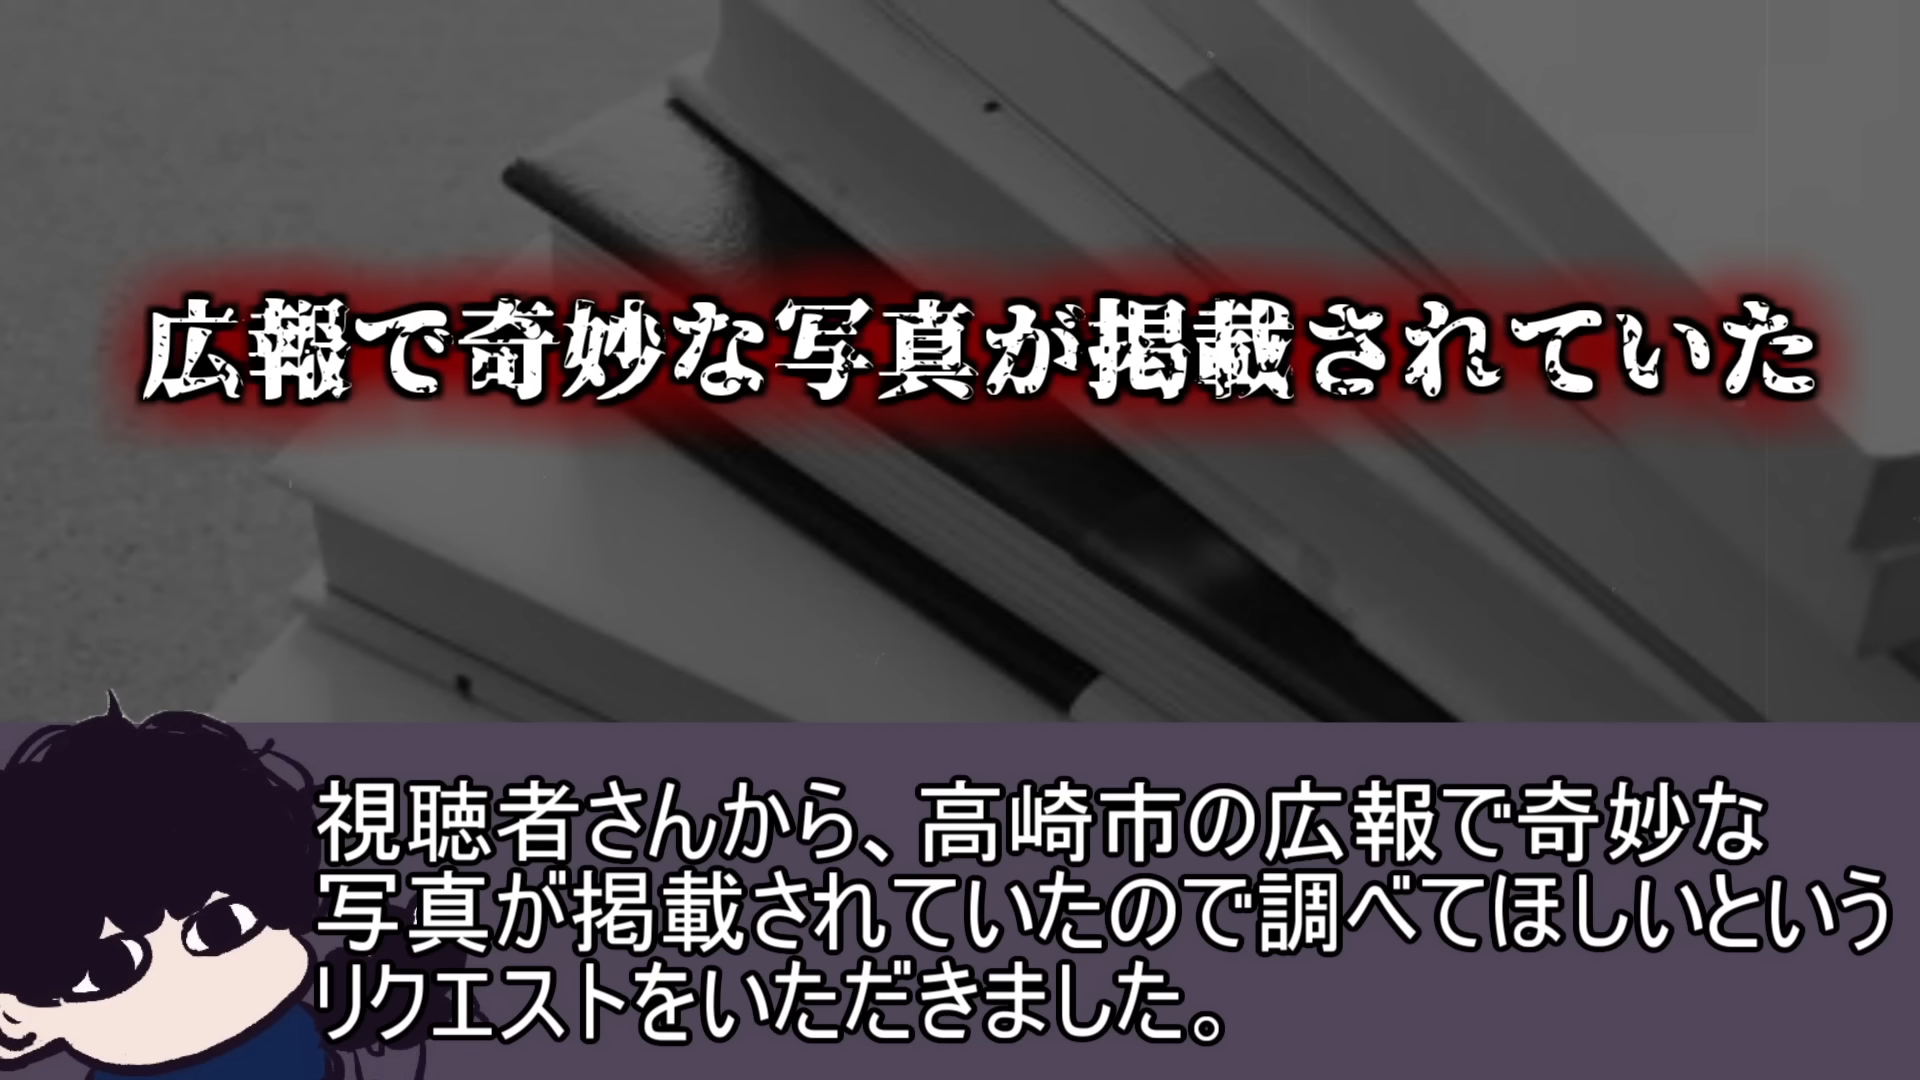 広報で奇妙な写真が掲載されていた
視聴者さんから、高崎市の広報で奇妙な
写真が掲載されていたので調べてほしいという
リクエストをいただきました。